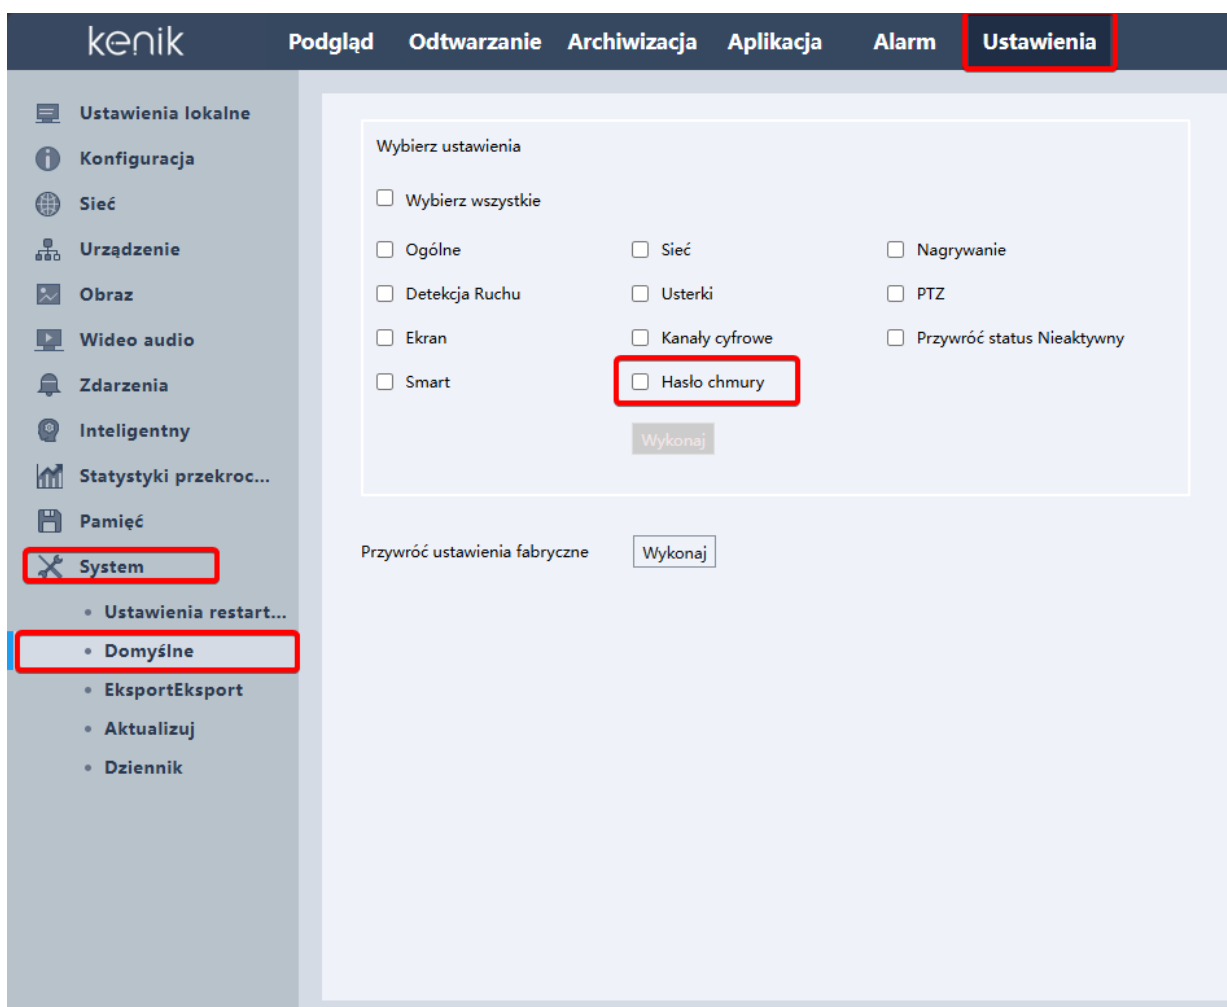 kenik
Podgląd Odtwarzanie Archiwizacja Aplikacja Alarm Ustawienia
Ustawienia lokalne
Konfiguracja
Sieć
Urządzenie
Obraz
Wideo audio
Zdarzenia
Inteligentny
Statystyki przekroc...
Pamięć
System
Ustawienia restart...
Domyślne
EksportEksport
Aktualizuj
Dziennik
Wybierz ustawienia
Wybierz wszystkie
Ogólne Sieć Nagrywanie
Detekcja Ruchu Usterki PTZ
Ekran Kanały cyfrowe Przywróć status Nieaktywny
Smart Hasło chmury
Wykonaj
Przywróć ustawienia fabryczne Wykonaj